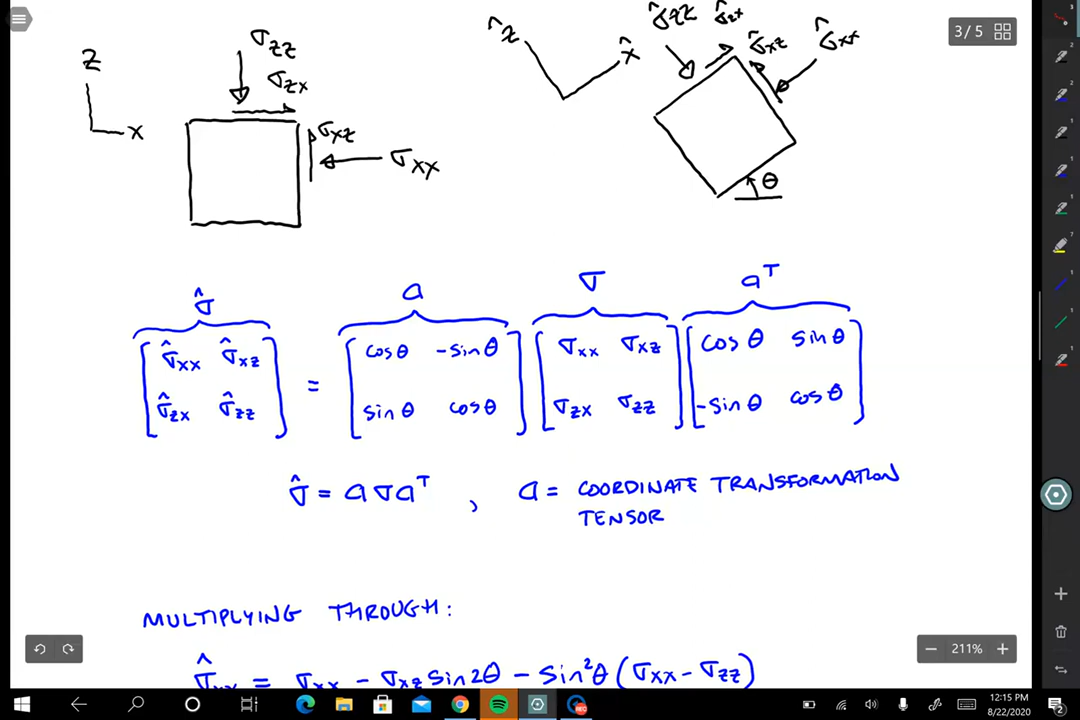 3/5
σzz
σzx
z
x
σxz
σxx
ẑ
x̂
σ̂zz σ̂zx
σ̂xz
σ̂xx
θ
σ̂ a σ aᵀ
[σ̂xx σ̂xz] = [cosθ -sinθ] [σxx σxz] [cosθ sinθ]
[σ̂zx σ̂zz] [sinθ cosθ] [σzx σzz] [-sinθ cosθ]
σ̂ = aσaᵀ , a = COORDINATE TRANSFORMATION
TENSOR
MULTIPLYING THROUGH:
σ̂xx = σxx - σxz sin2θ - sin²θ (σxx - σzz)
211%
12:15 PM
8/22/2020
REC